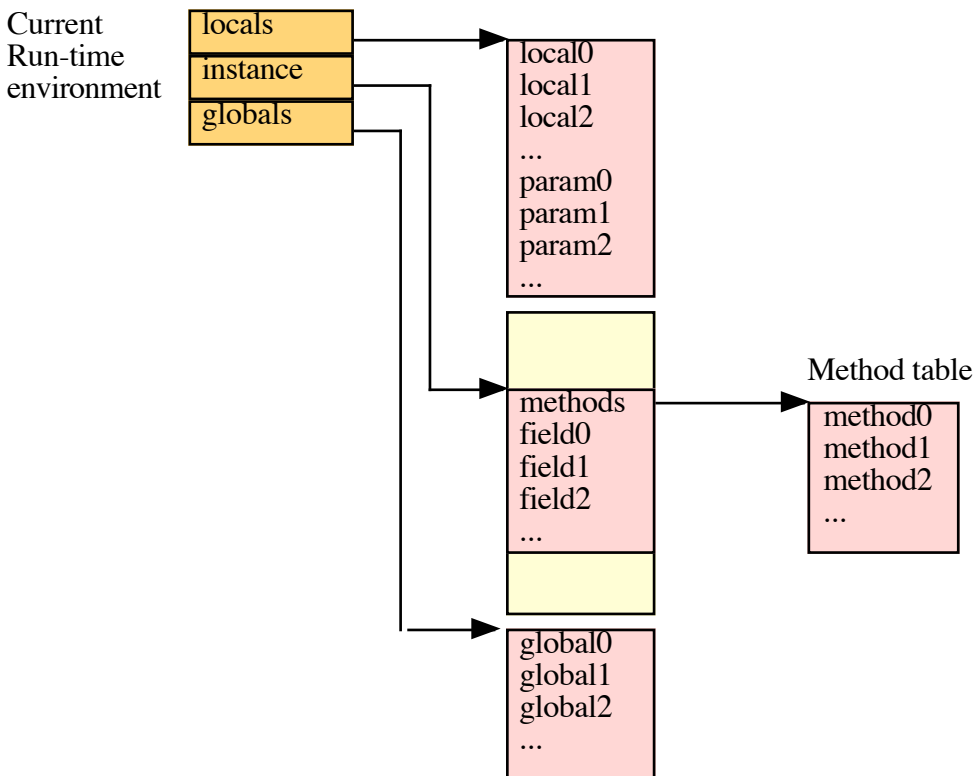 Current
Run-time
environment
locals
instance
globals
local0
local1
local2
...
param0
param1
param2
...
methods
field0
field1
field2
...
Method table
method0
method1
method2
...
global0
global1
global2
...